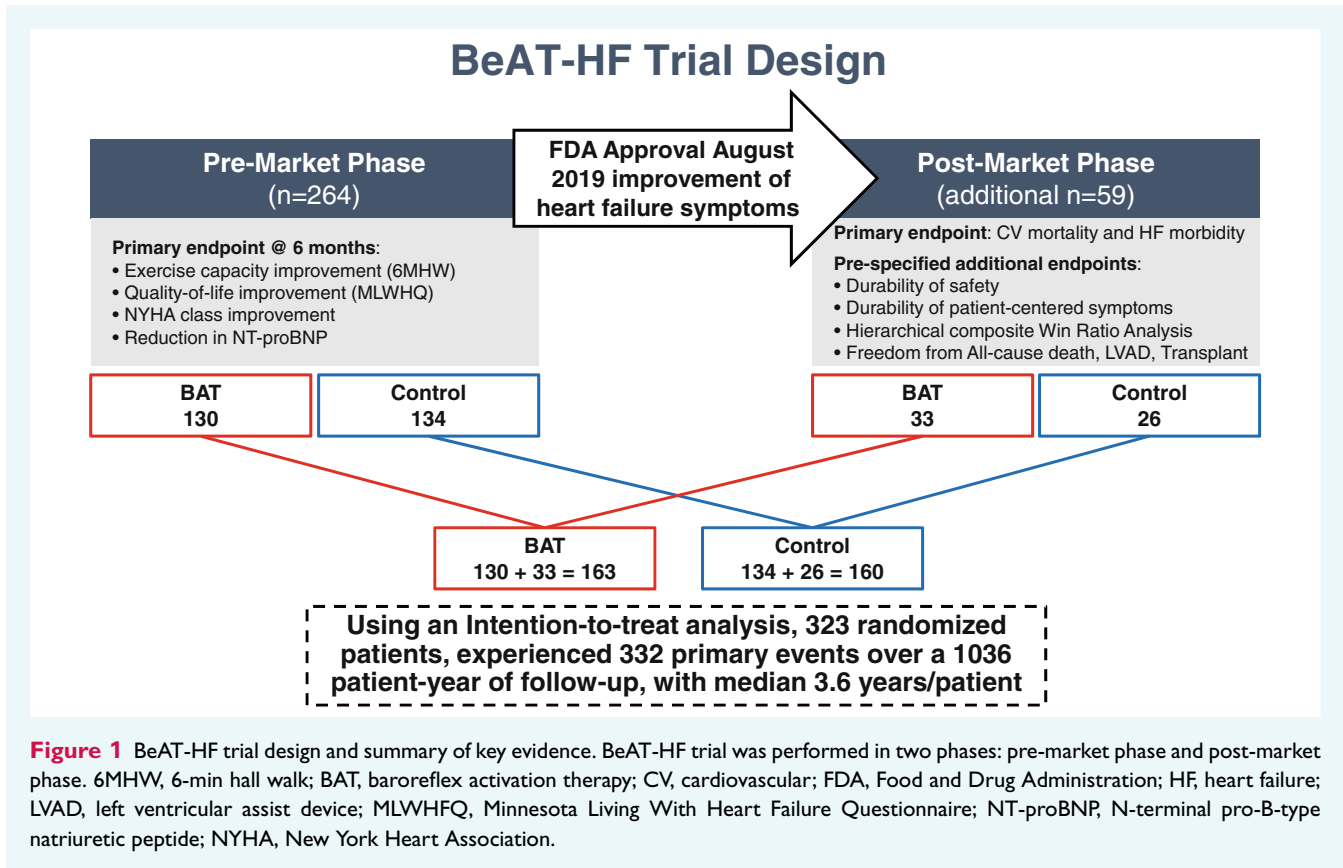 BeAT-HF Trial Design
Pre-Market Phase
(n=264)
FDA Approval August
2019 improvement of
heart failure symptoms
Post-Market Phase
(additional n=59)
Primary endpoint @ 6 months:
• Exercise capacity improvement (6MHW)
• Quality-of-life improvement (MLWHQ)
• NYHA class improvement
• Reduction in NT-proBNP
Primary endpoint: CV mortality and HF morbidity
Pre-specified additional endpoints:
• Durability of safety
• Durability of patient-centered symptoms
• Hierarchical composite Win Ratio Analysis
• Freedom from All-cause death, LVAD, Transplant
BAT
130
Control
134
BAT
33
Control
26
BAT
130 + 33 = 163
Control
134 + 26 = 160
Using an Intention-to-treat analysis, 323 randomized
patients, experienced 332 primary events over a 1036
patient-year of follow-up, with median 3.6 years/patient
Figure 1 BeAT-HF trial design and summary of key evidence. BeAT-HF trial was performed in two phases: pre-market phase and post-market
phase. 6MHW, 6-min hall walk; BAT, baroreflex activation therapy; CV, cardiovascular; FDA, Food and Drug Administration; HF, heart failure;
LVAD, left ventricular assist device; MLWHFQ, Minnesota Living With Heart Failure Questionnaire; NT-proBNP, N-terminal pro-B-type
natriuretic peptide; NYHA, New York Heart Association.